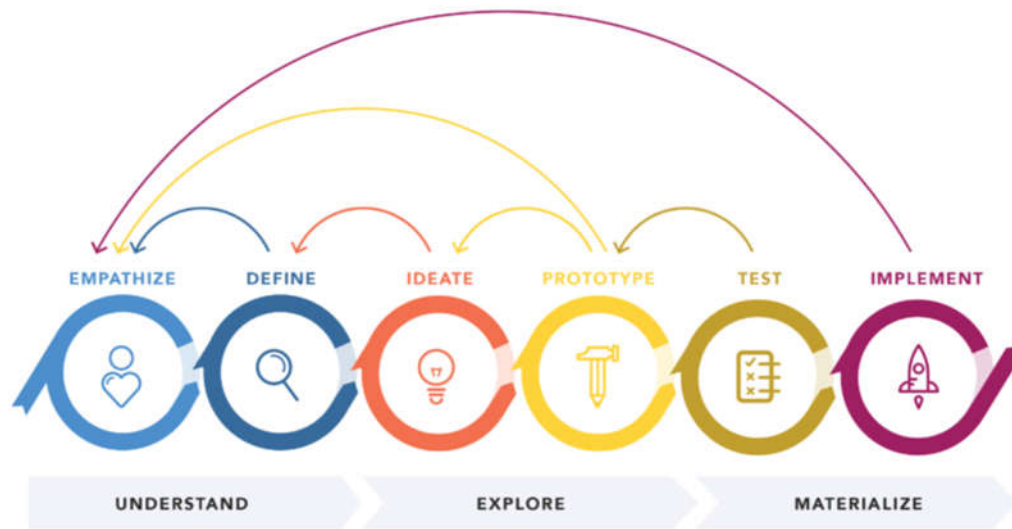 EMPATHIZE
DEFINE
IDEATE
PROTOTYPE
TEST
IMPLEMENT
UNDERSTAND
EXPLORE
MATERIALIZE